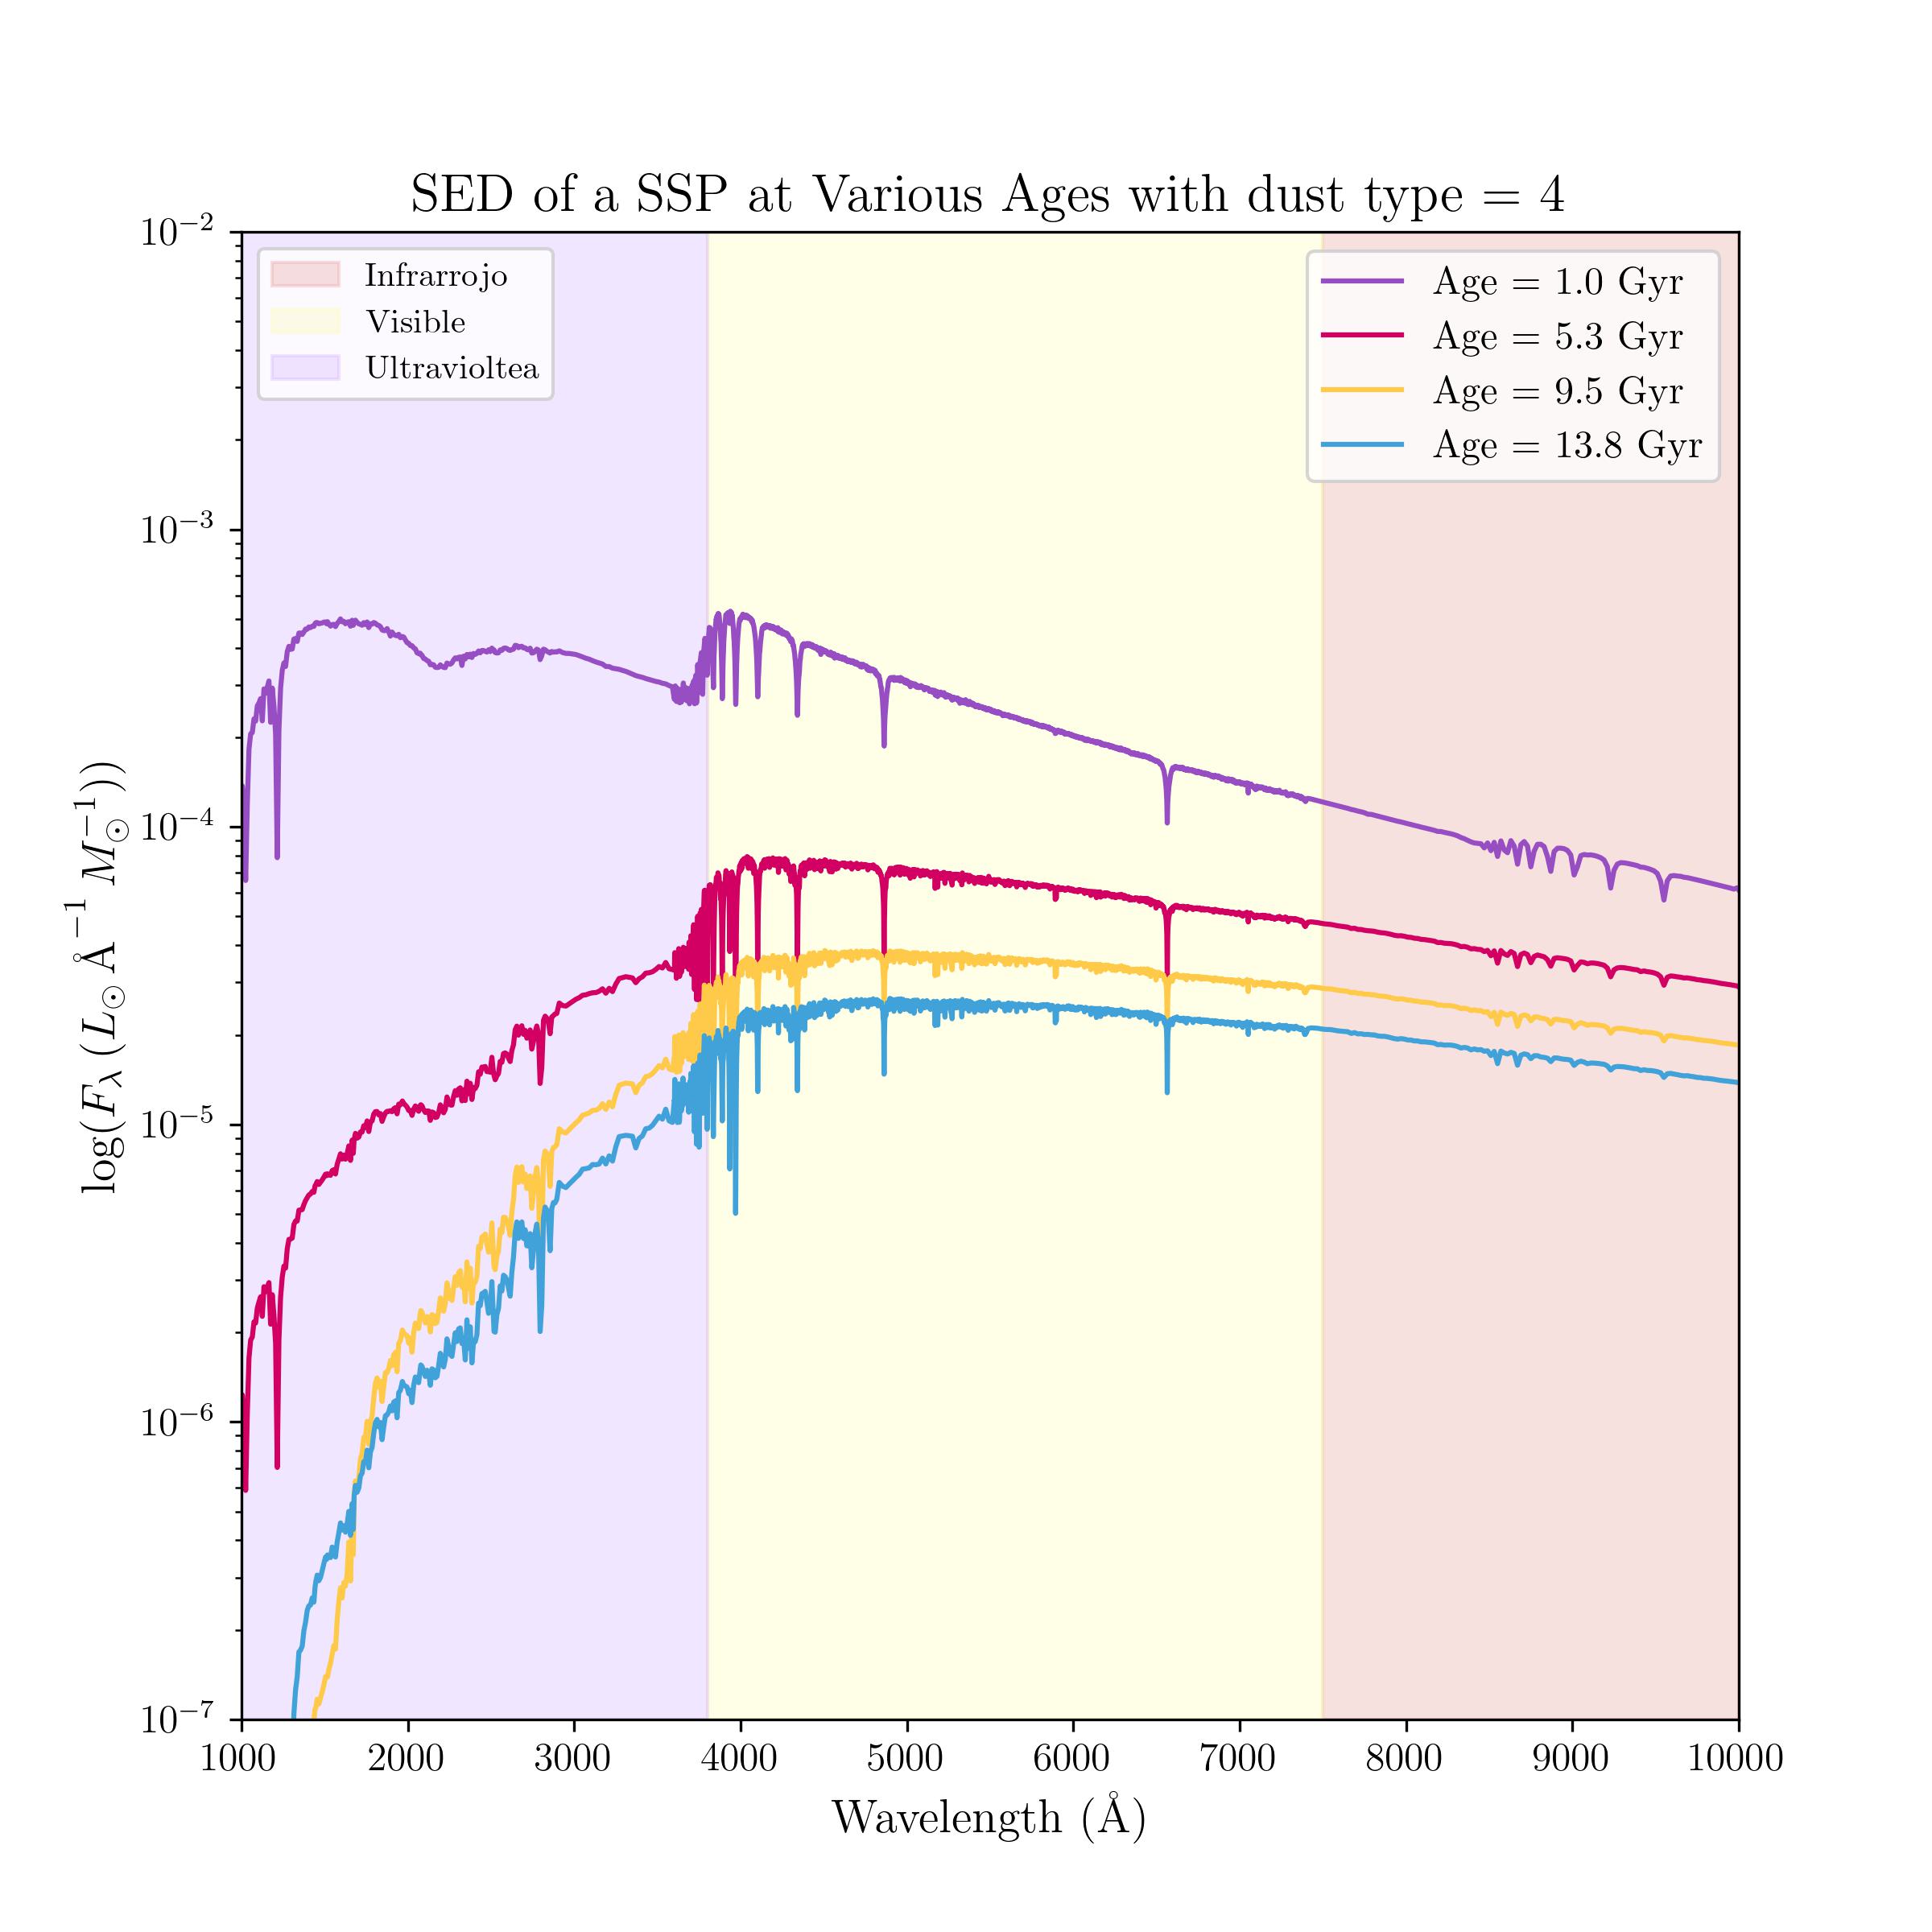 SED of a SSP at Various Ages with dust type = 4
Infrarrojo
Visible
Ultravioltea
Age = 1.0 Gyr
Age = 5.3 Gyr
Age = 9.5 Gyr
Age = 13.8 Gyr
10⁻²
10⁻³
10⁻⁴
10⁻⁵
10⁻⁶
10⁻⁷
log(F_λ (L_⊙ Å⁻¹ M_⊙⁻¹))
1000 2000 3000 4000 5000 6000 7000 8000 9000 10000
Wavelength (Å)